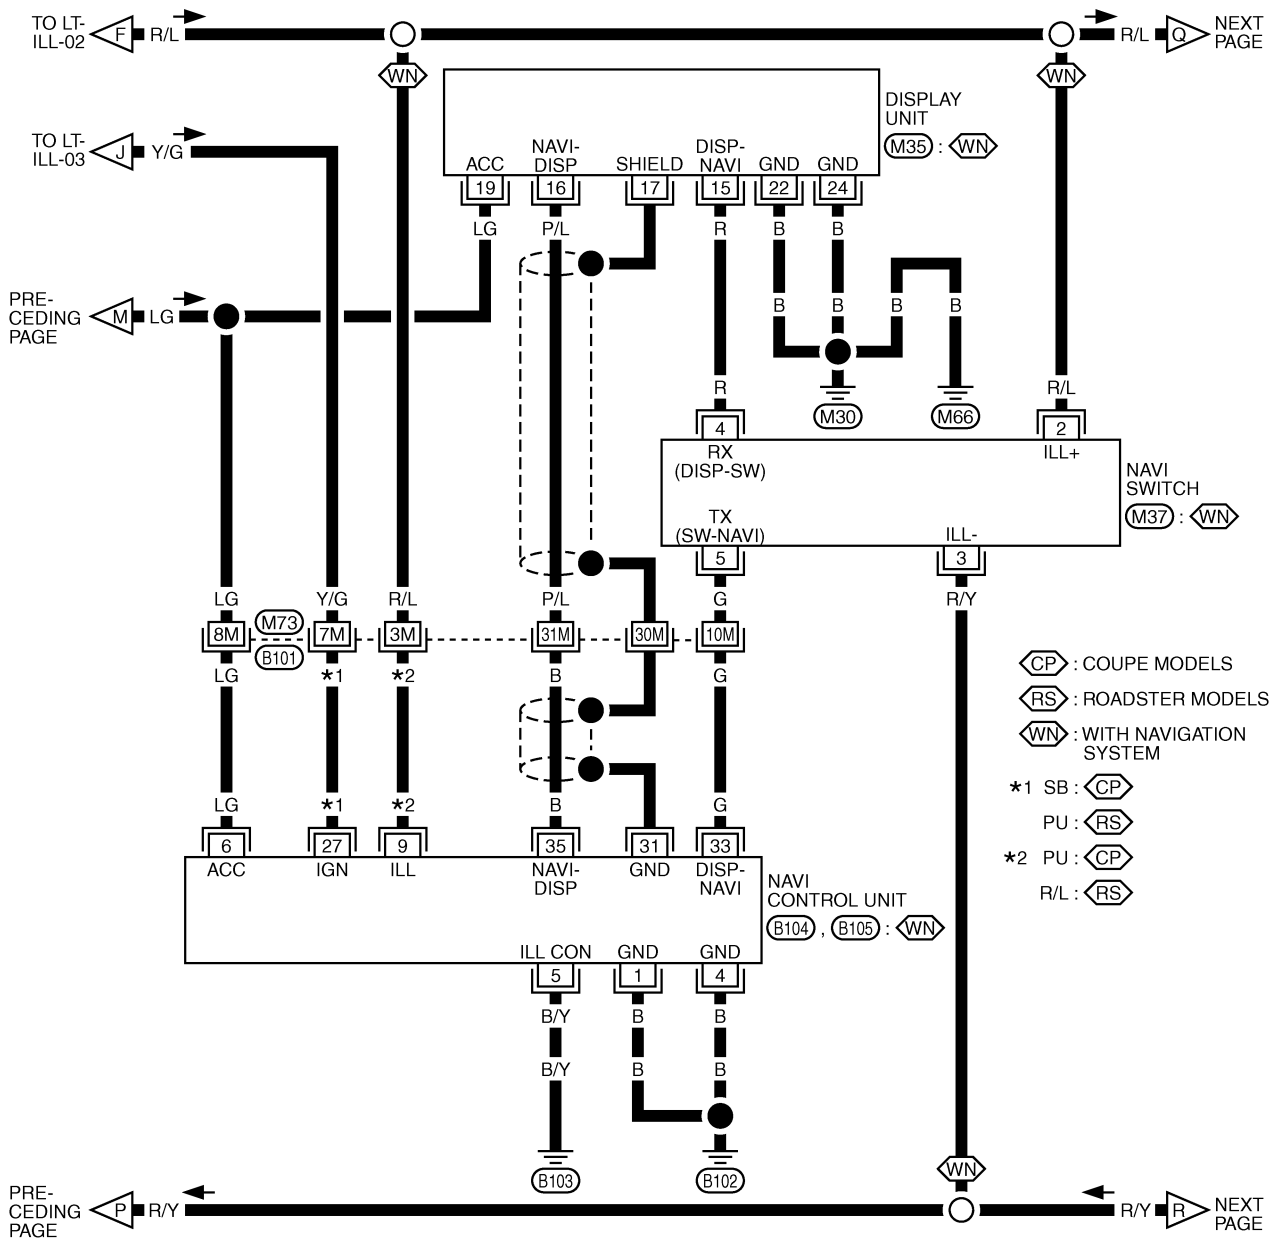 TO LT-
ILL-02
F
R/L
R/L
Q
NEXT
PAGE
WN
WN
DISPLAY
UNIT
M35 : WN
TO LT-
ILL-03
J
Y/G
ACC
NAVI-
DISP
SHIELD
DISP-
NAVI
GND
GND
19
16
17
15
22
24
LG
P/L
R
B
B
PRE-
CEDING
PAGE
M
LG
B
B
B
B
R
R/L
M30
M66
4
2
RX
(DISP-SW)
ILL+
NAVI
SWITCH
M37 : WN
TX
(SW-NAVI)
ILL-
5
3
LG
Y/G
R/L
P/L
G
R/Y
8M
M73
B101
7M
3M
31M
30M
10M
LG
*1
*2
B
G
CP : COUPE MODELS
RS : ROADSTER MODELS
WN : WITH NAVIGATION
SYSTEM
*1 SB : CP
PU : RS
*2 PU : CP
R/L : RS
LG
*1
*2
B
G
6
27
9
35
31
33
ACC
IGN
ILL
NAVI-
DISP
GND
DISP-
NAVI
NAVI
CONTROL UNIT
B104 , B105 : WN
ILL CON
GND
GND
5
1
4
B/Y
B
B
B/Y
B
B
B103
B102
WN
PRE-
CEDING
PAGE
P
R/Y
R/Y
R
NEXT
PAGE